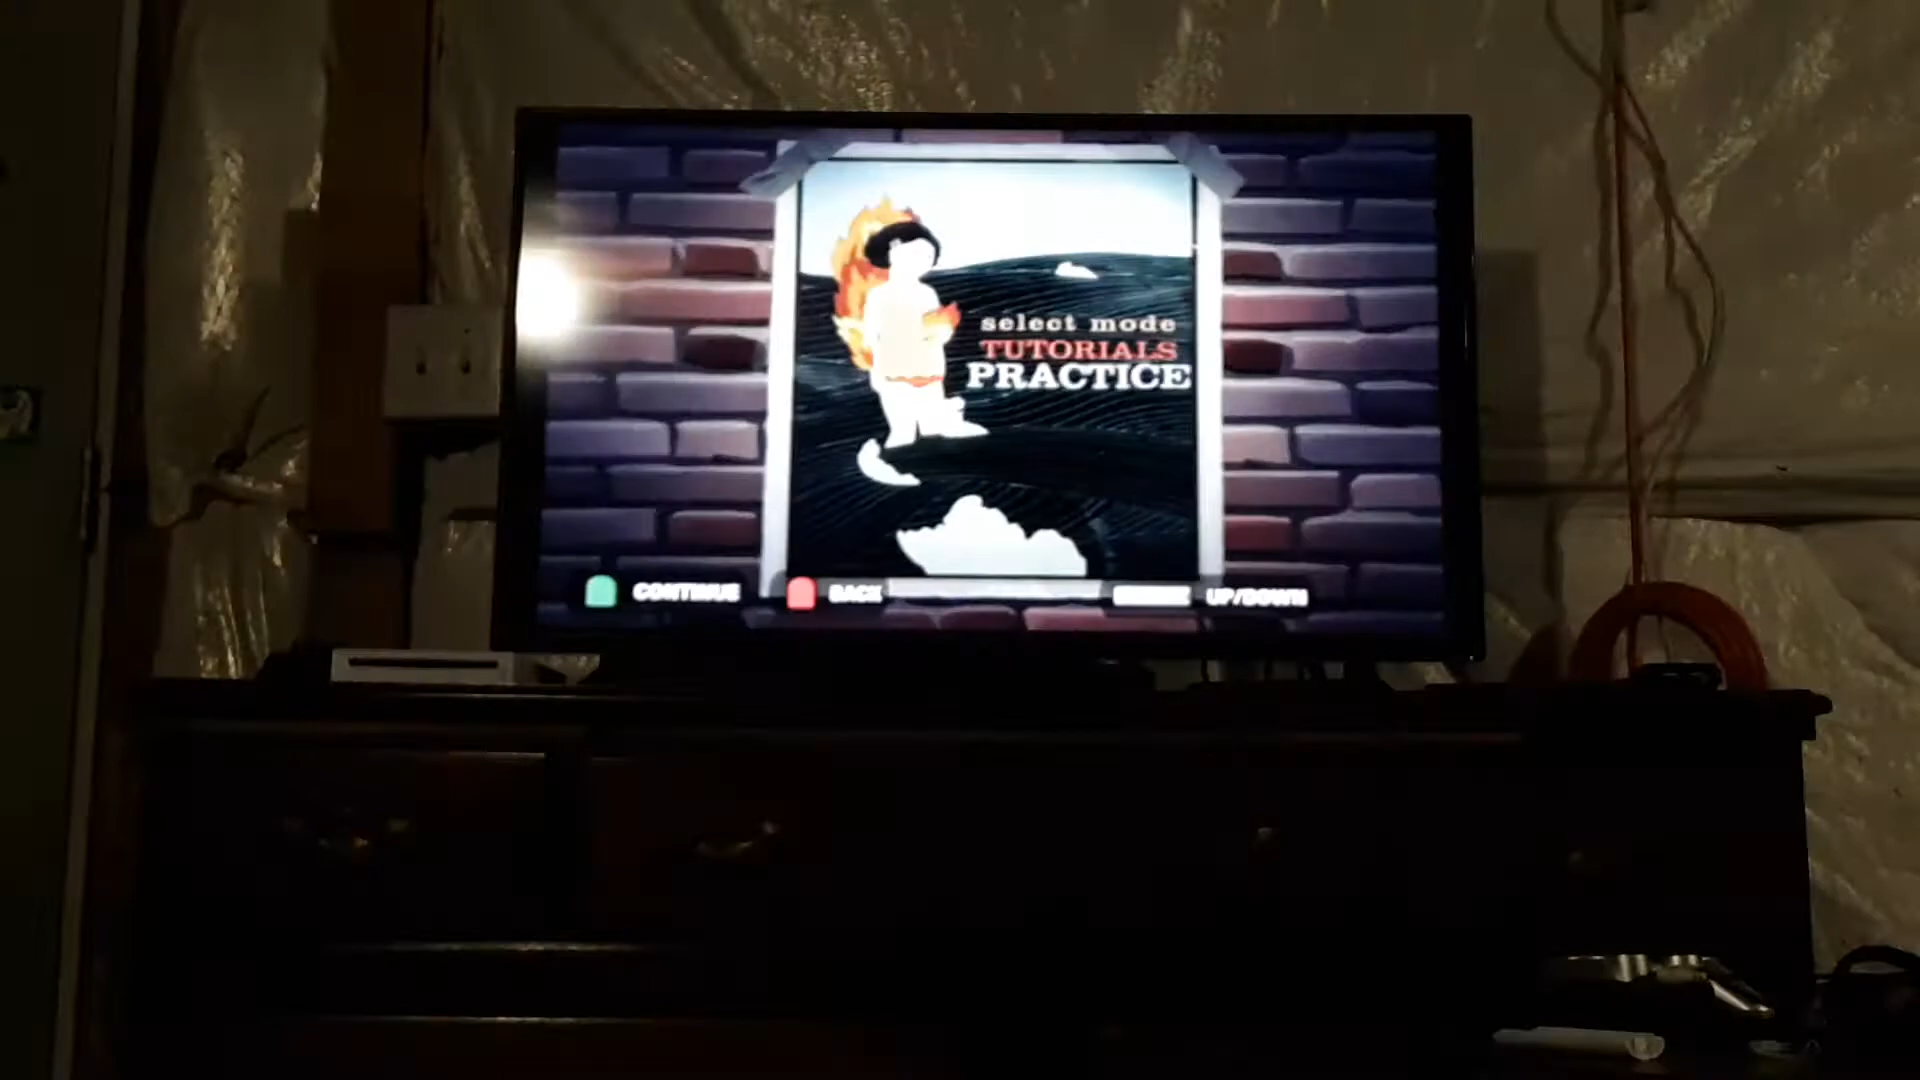 select mode
TUTORIALS
PRACTICE
CONTINUE
BACK
UP/DOWN